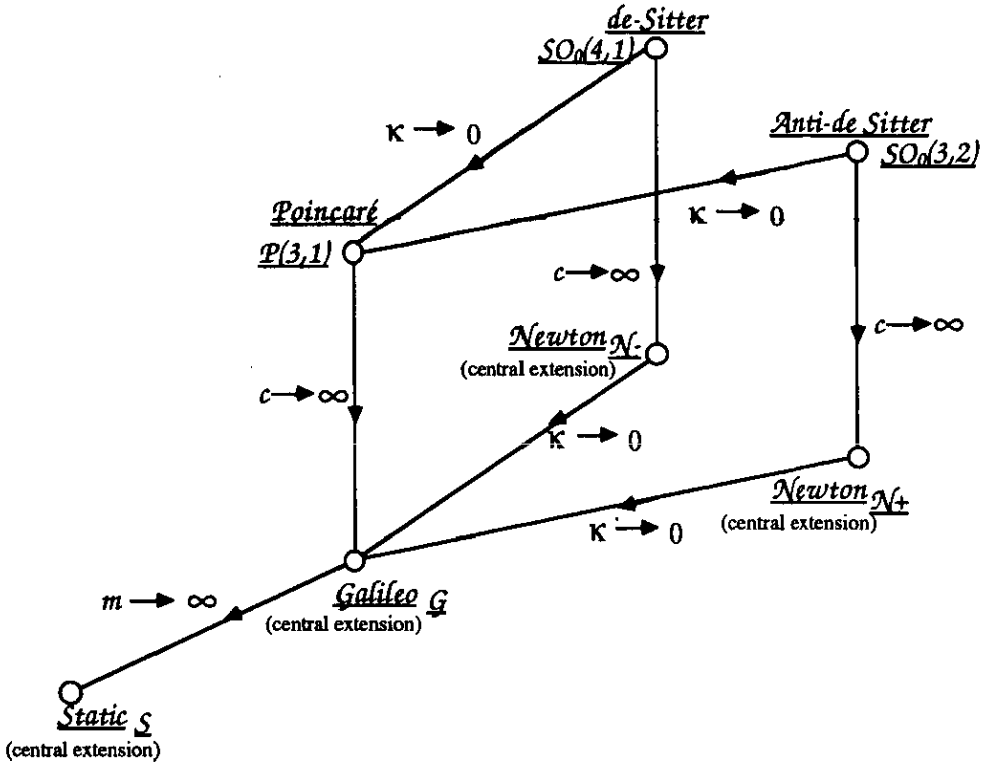 de-Sitter
SO₀(4,1)
κ → 0
Anti-de Sitter
SO₀(3,2)
κ → 0
Poincaré
P(3,1)
c → ∞
c → ∞
Newton N-
(central extension)
c → ∞
κ → 0
Newton N+
(central extension)
κ → 0
Galileo G
(central extension)
m → ∞
Static S
(central extension)